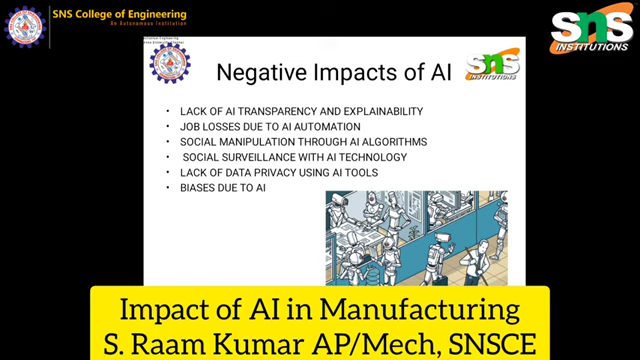 SNS College of Engineering
An Autonomous Institution
sns
INSTITUTIONS
Negative Impacts of AI
sns
INSTITUTIONS
• LACK OF AI TRANSPARENCY AND EXPLAINABILITY
• JOB LOSSES DUE TO AI AUTOMATION
• SOCIAL MANIPULATION THROUGH AI ALGORITHMS
• SOCIAL SURVEILLANCE WITH AI TECHNOLOGY
• LACK OF DATA PRIVACY USING AI TOOLS
• BIASES DUE TO AI
Impact of AI in Manufacturing
S. Raam Kumar AP/Mech, SNSCE